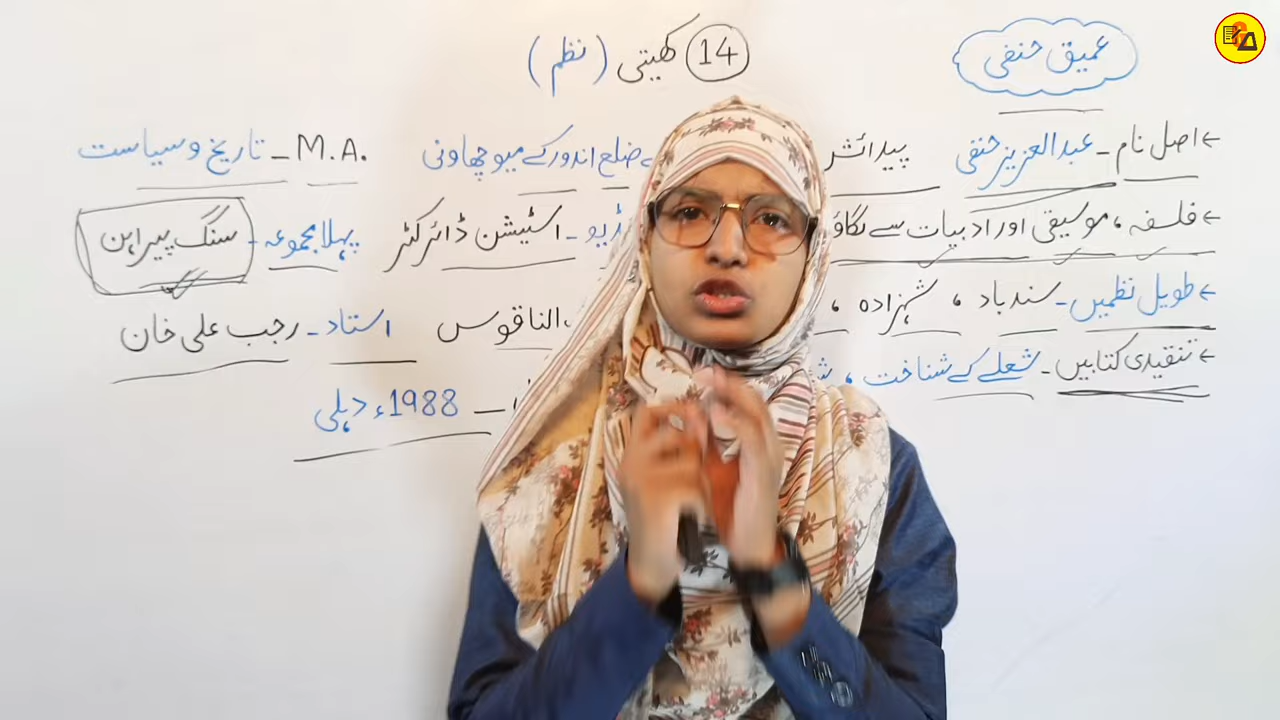 14 کھیتی (نظم)
عمیق حنفی
← اصل نام ـ عبدالعزیز حنفی پیدائش ضلع اندور کے میو چھاونی M.A. ـ تاریخ و سیاست
← فلسفہ، موسیقی اور ادبیات سے لگاؤ ـ اسٹیشن ڈائرکٹر پہلا مجموعہ ـ سنگ پیراہن
← طویل نظمیں ـ سندباد، شہزادہ، الناقوس استاد ـ رجب علی خان
← تنقیدی کتابیں ـ شعلے کے شناخت، ـ 1988ء دہلی